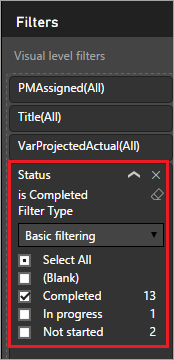 Filters
Visual level filters
PMAssigned(All)
Title(All)
VarProjectedActual(All)
Status
is Completed
Filter Type
Basic filtering
Select All
(Blank)
Completed 13
In progress 1
Not started 2